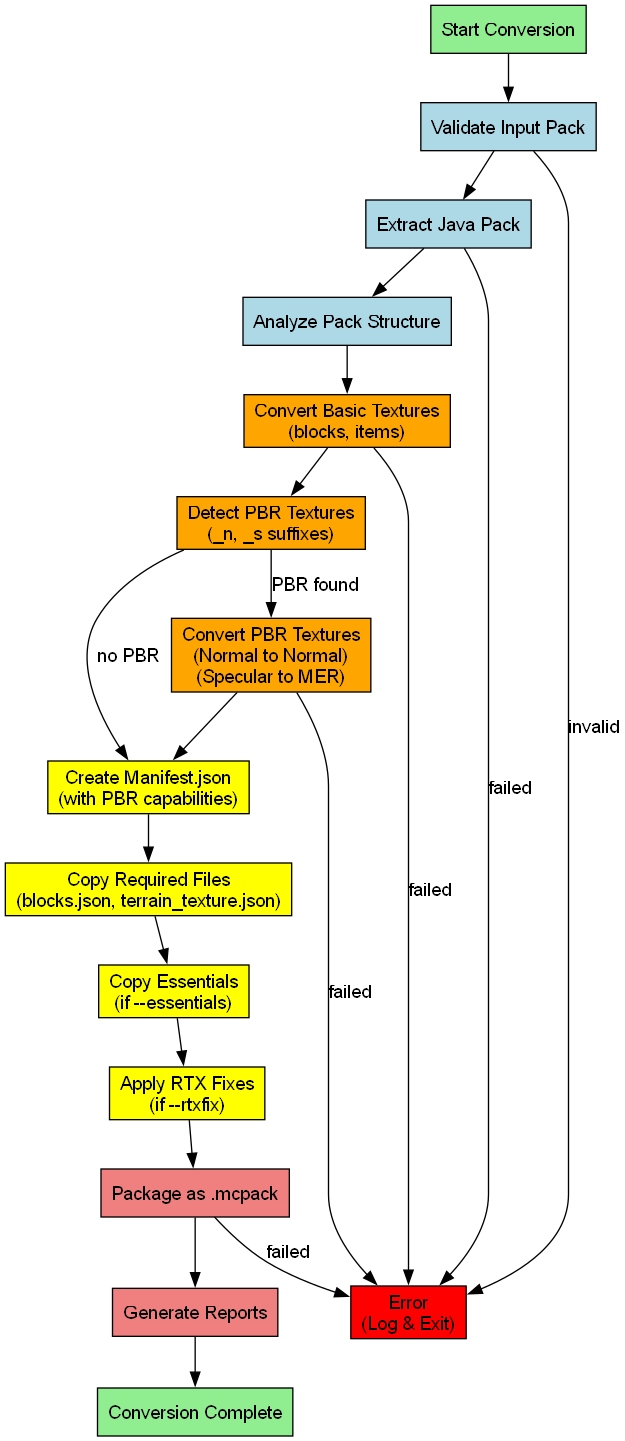 Start Conversion
Validate Input Pack
Extract Java Pack
Analyze Pack Structure
Convert Basic Textures
(blocks, items)
Detect PBR Textures
(_n, _s suffixes)
PBR found
Convert PBR Textures
(Normal to Normal)
(Specular to MER)
no PBR
invalid
Create Manifest.json
(with PBR capabilities)
failed
Copy Required Files
(blocks.json, terrain_texture.json)
failed
Copy Essentials
(if --essentials)
failed
Apply RTX Fixes
(if --rtxfix)
Package as .mcpack
failed
Generate Reports
Error
(Log & Exit)
Conversion Complete